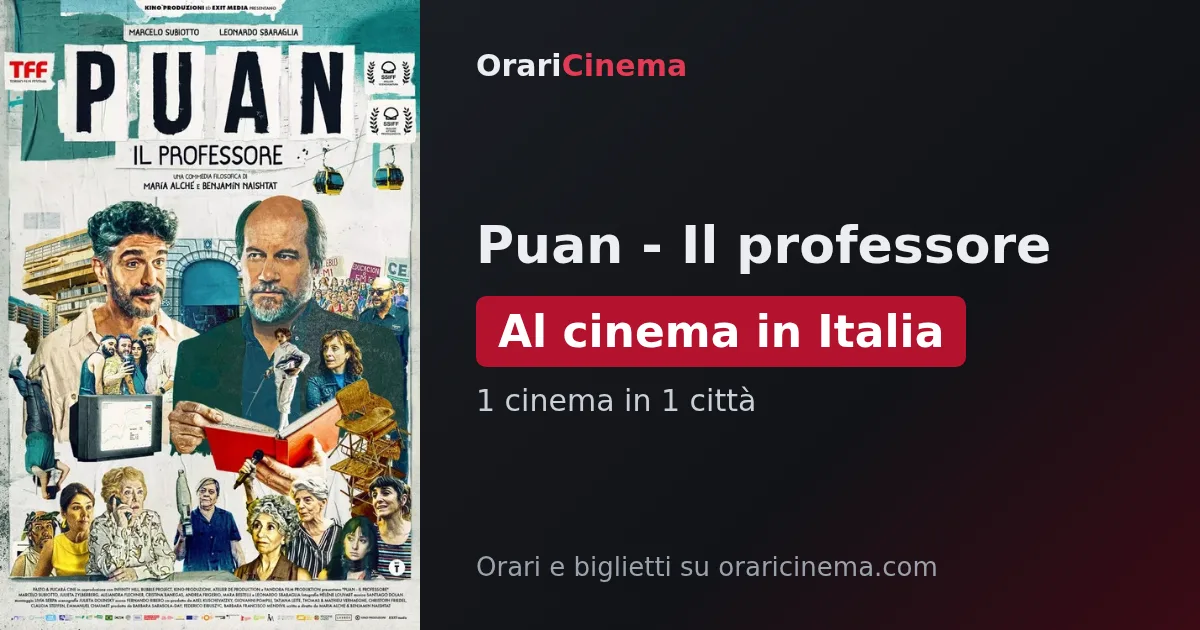 KINO PRODUZIONI ED EXIT MEDIA PRESENTANO
MARCELO SUBIOTTO LEONARDO SBARAGLIA
TFF
PUAN
SSIFF
SSIFF
IL PROFESSORE
UNA COMMEDIA FILOSOFICA DI
MARÍA ALCHÉ E BENJAMÍN NAISHTAT
OrariCinema
Puan - Il professore
Al cinema in Italia
1 cinema in 1 città
Orari e biglietti su oraricinema.com